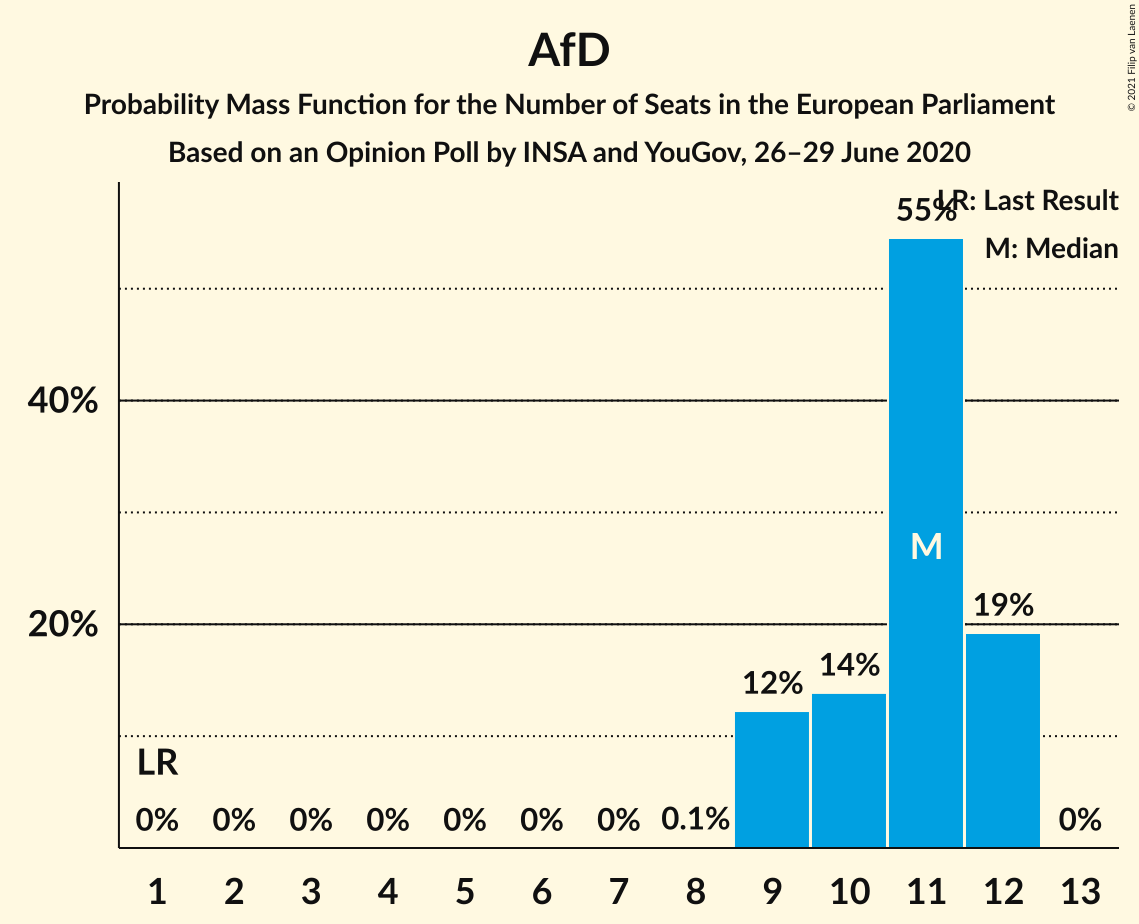 AfD
Probability Mass Function for the Number of Seats in the European Parliament
Based on an Opinion Poll by INSA and YouGov, 26–29 June 2020
© 2021 Filip van Laenen
LR: Last Result
M: Median
55%
40%
M
20%
19%
14%
12%
LR
0% 0% 0% 0% 0% 0% 0% 0.1% 0%
1 2 3 4 5 6 7 8 9 10 11 12 13